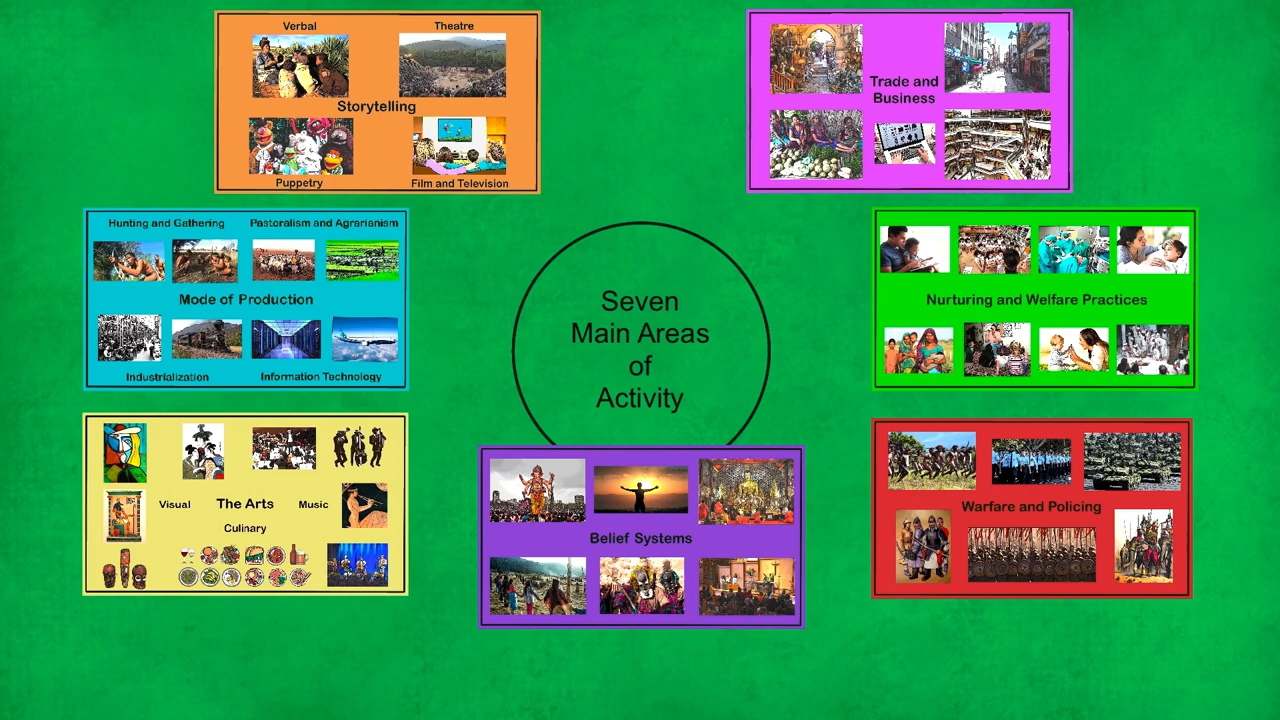 Verbal
Theatre
Storytelling
Puppetry
Film and Television
Trade and
Business
Hunting and Gathering
Pastoralism and Agrarianism
Mode of Production
Industrialization
Information Technology
Seven
Main Areas
of
Activity
Nurturing and Welfare Practices
Visual
The Arts
Music
Culinary
Belief Systems
Warfare and Policing